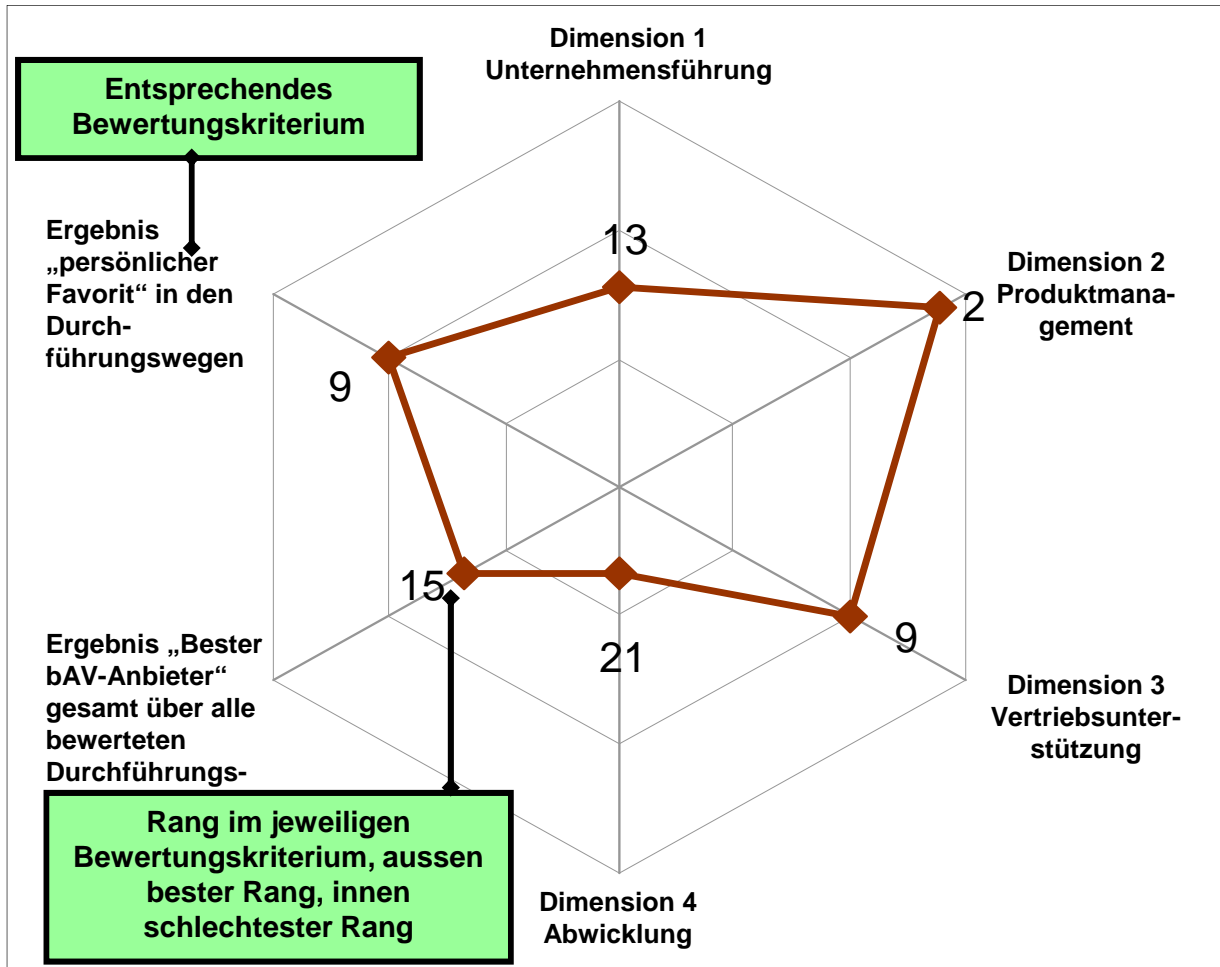 Dimension 1
Unternehmensführung
Entsprechendes
Bewertungskriterium
Ergebnis
„persönlicher
Favorit“ in den
Durch-
führungswegen
13
Dimension 2
Produktmana-
gement
2
9
15
21
9
Ergebnis „Bester
bAV-Anbieter“
gesamt über alle
bewerteten
Durchführungs-
Dimension 3
Vertriebsunter-
stützung
Rang im jeweiligen
Bewertungskriterium, aussen
bester Rang, innen
schlechtester Rang
Dimension 4
Abwicklung